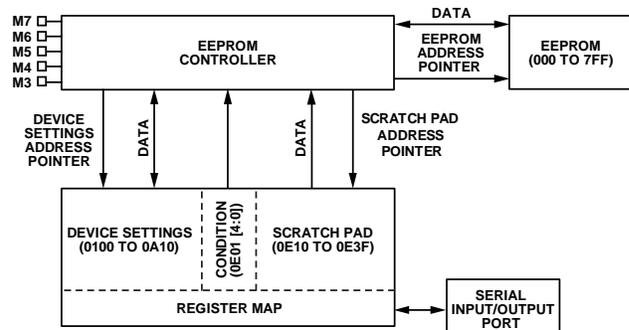 M7
M6
M5
M4
M3
EEPROM
CONTROLLER
DATA
EEPROM
ADDRESS
POINTER
EEPROM
(000 TO 7FF)
DEVICE
SETTINGS
ADDRESS
POINTER
DATA
DATA
SCRATCH PAD
ADDRESS
POINTER
DEVICE SETTINGS
(0100 TO 0A10)
CONDITION
(0E01 [4:0])
SCRATCH PAD
(0E10 TO 0E3F)
REGISTER MAP
SERIAL
INPUT/OUTPUT
PORT